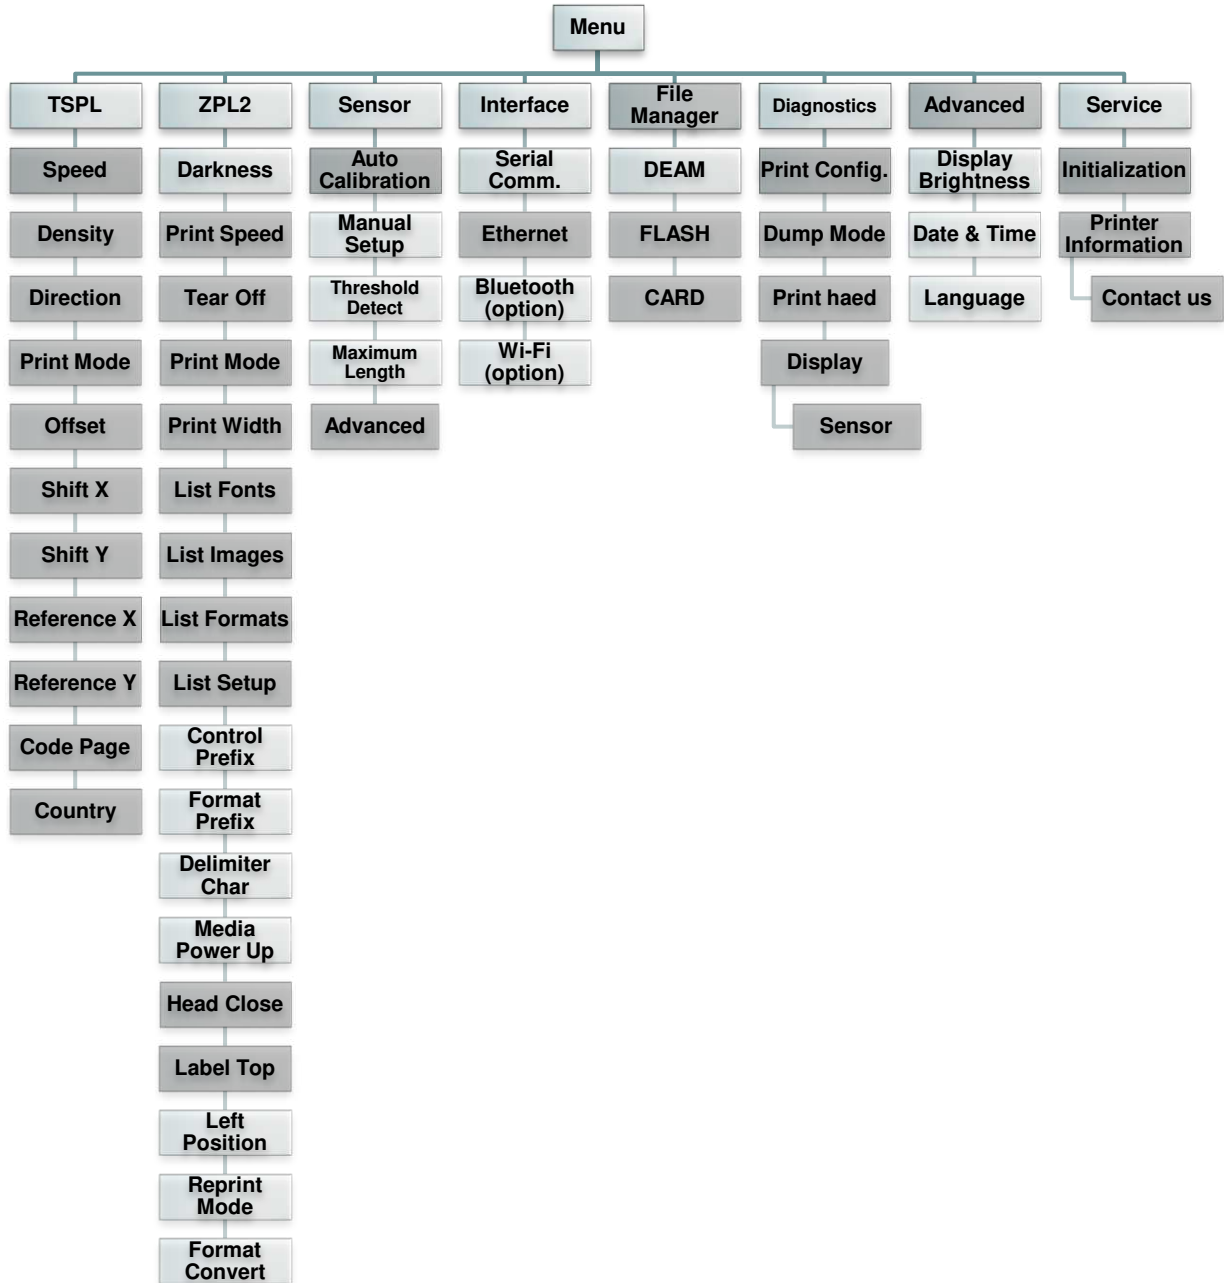 Menu
TSPL
Speed
Density
Direction
Print Mode
Offset
Shift X
Shift Y
Reference X
Reference Y
Code Page
Country
ZPL2
Darkness
Print Speed
Tear Off
Print Mode
Print Width
List Fonts
List Images
List Formats
List Setup
Control
Prefix
Format
Prefix
Delimiter
Char
Media
Power Up
Head Close
Label Top
Left
Position
Reprint
Mode
Format
Convert
Sensor
Auto
Calibration
Manual
Setup
Threshold
Detect
Maximum
Length
Advanced
Interface
Serial
Comm.
Ethernet
Bluetooth
(option)
Wi-Fi
(option)
File
Manager
DEAM
FLASH
CARD
Diagnostics
Print Config.
Dump Mode
Print haed
Display
Sensor
Advanced
Display
Brightness
Date & Time
Language
Service
Initialization
Printer
Information
Contact us